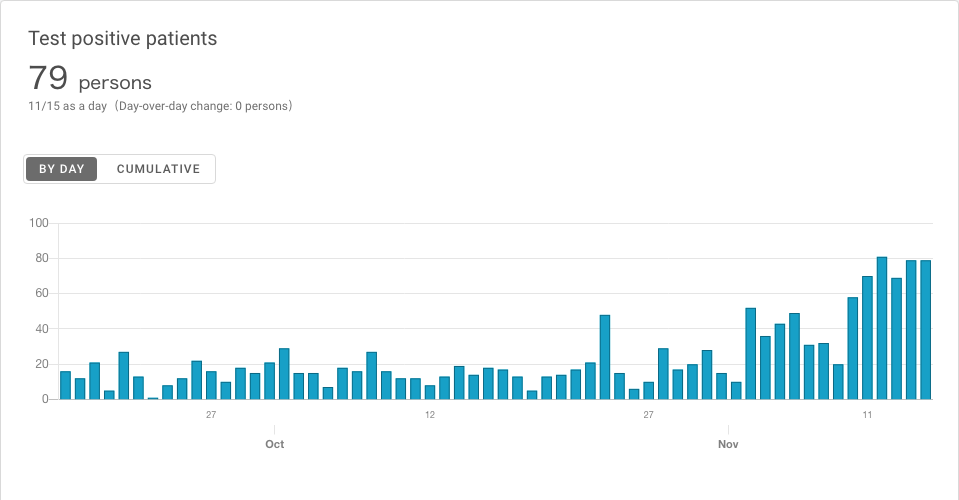 Test positive patients
79 persons
11/15 as a day（Day-over-day change: 0 persons）
BY DAY CUMULATIVE
100
80
60
40
20
0
27 12 27 11
Oct Nov